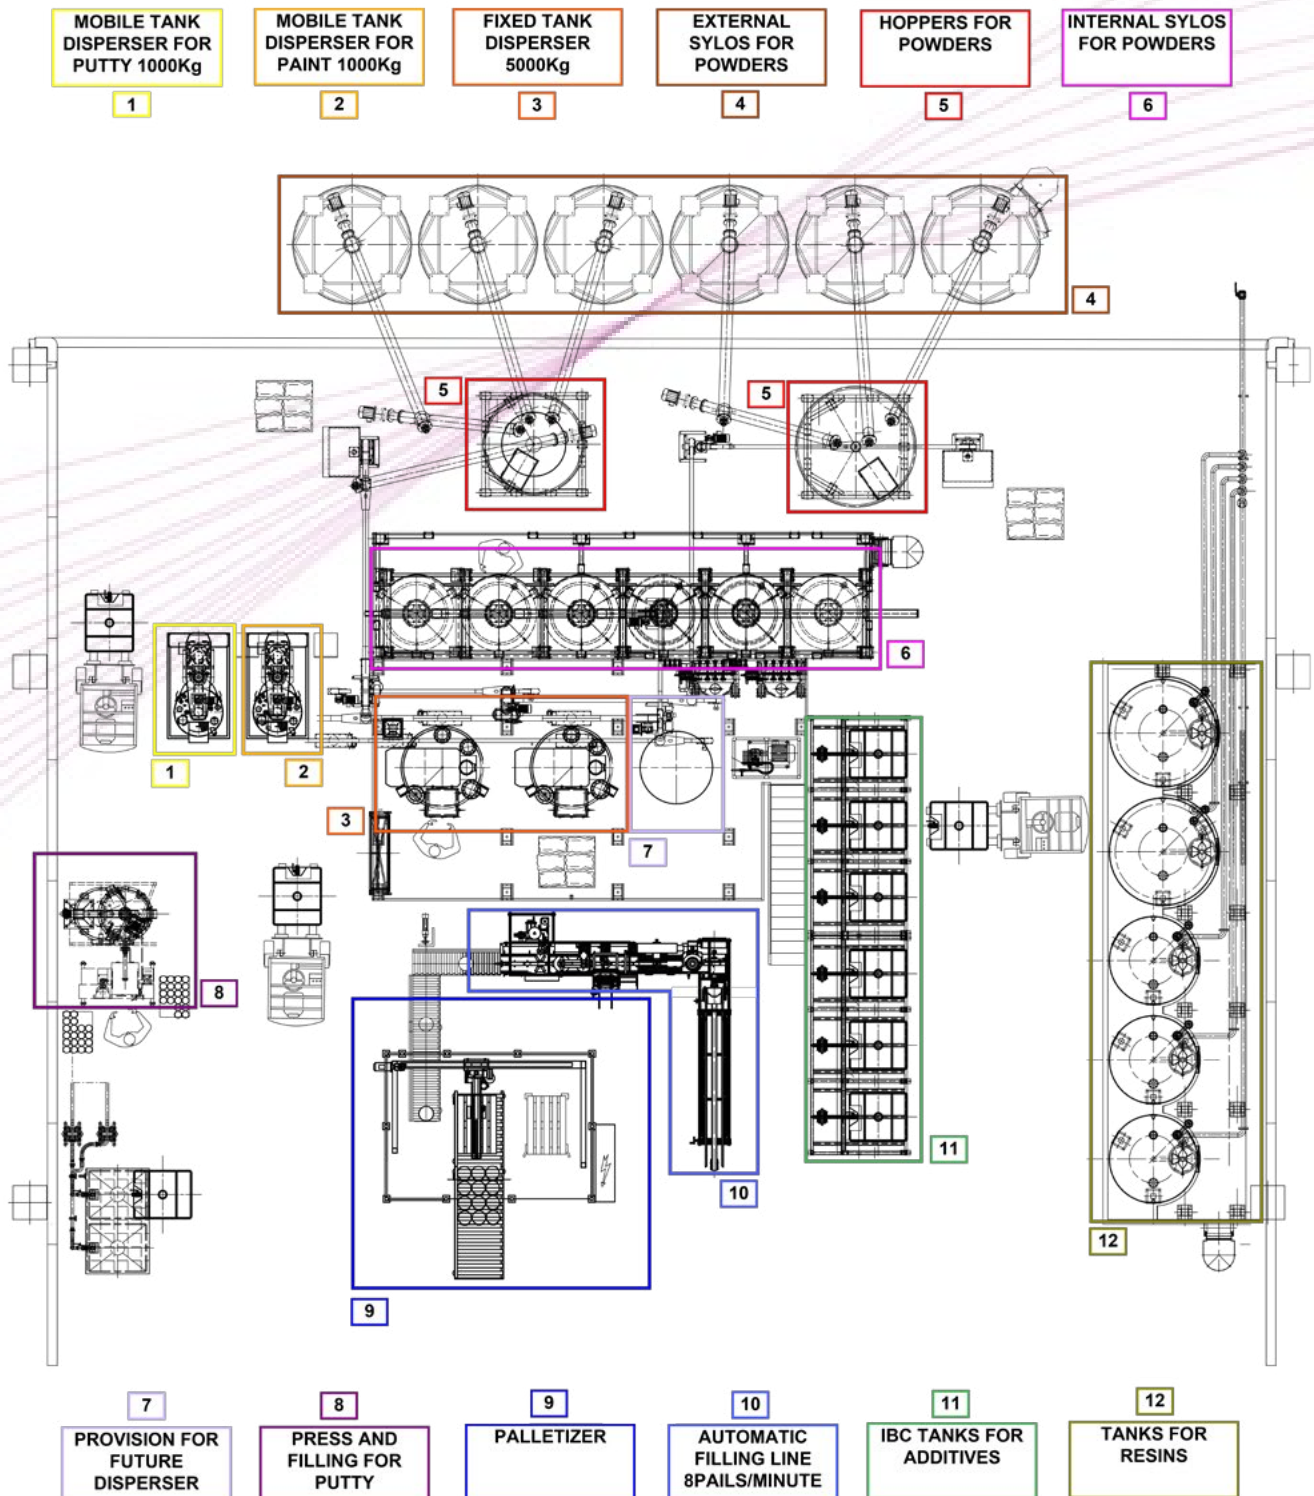 MOBILE TANK
DISPERSER FOR
PUTTY 1000Kg
1
MOBILE TANK
DISPERSER FOR
PAINT 1000Kg
2
FIXED TANK
DISPERSER
5000Kg
3
EXTERNAL
SYLOS FOR
POWDERS
4
HOPPERS FOR
POWDERS
5
INTERNAL SYLOS
FOR POWDERS
6
4
5
5
6
1
2
3
7
8
9
10
11
12
7
PROVISION FOR
FUTURE
DISPERSER
8
PRESS AND
FILLING FOR
PUTTY
9
PALLETIZER
10
AUTOMATIC
FILLING LINE
8PAILS/MINUTE
11
IBC TANKS FOR
ADDITIVES
12
TANKS FOR
RESINS